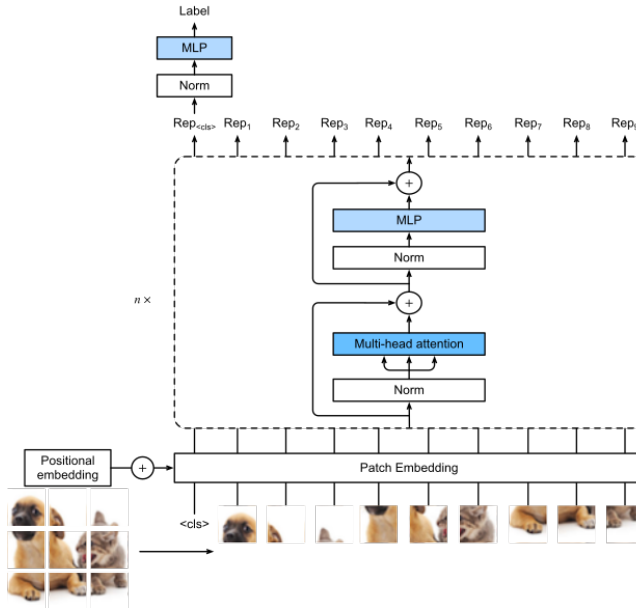 Label
MLP
Norm
Rep<cls> Rep1 Rep2 Rep3 Rep4 Rep5 Rep6 Rep7 Rep8 Rep9
+
MLP
Norm
n ×
+
Multi-head attention
Norm
Positional
embedding
+
Patch Embedding
<cls>